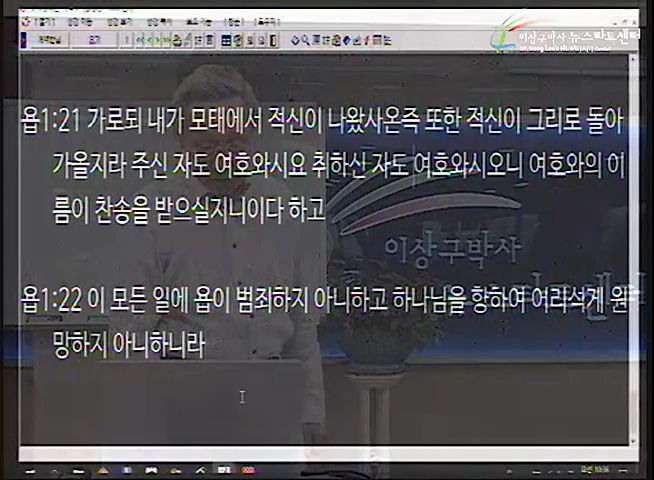 이상구박사 뉴스타트센터
욥1:21 가로되 내가 모태에서 적신이 나왔사온즉 또한 적신이 그리로 돌아
가올지라 주신 자도 여호와시요 취하신 자도 여호와시오니 여호와의 이
름이 찬송을 받으실지니이다 하고
이상구박사
욥1:22 이 모든 일에 욥이 범죄하지 아니하고 하나님을 향하여 어리석게 원
망하지 아니하니라